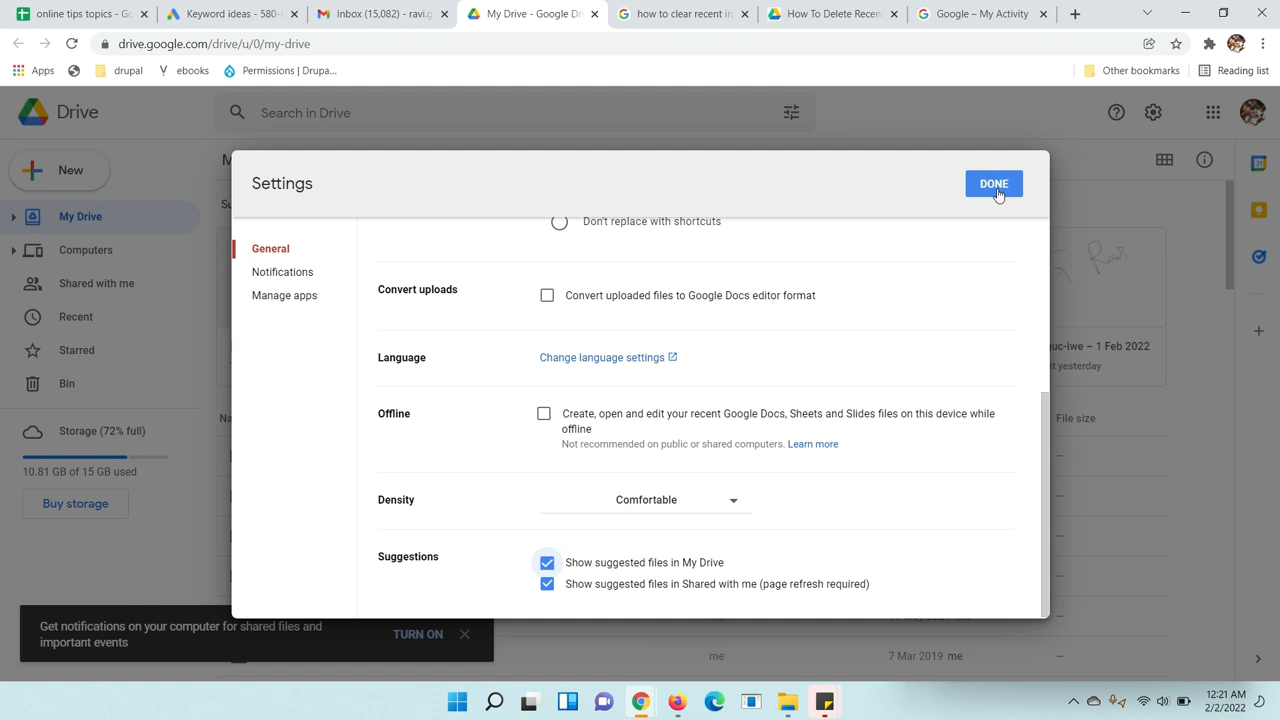 online tips topics - G
Keyword ideas - 580-
Inbox (15,082) - ravi.g
My Drive - Google Dr
how to clear recent in
How To Delete Recen
Google – My Activity
drive.google.com/drive/u/0/my-drive
Apps
drupal
ebooks
Permissions | Drupa...
Other bookmarks
Reading list
Drive
Search in Drive
New
My Drive
Computers
Shared with me
Recent
Starred
Bin
Storage (72% full)
10.81 GB of 15 GB used
Buy storage
Settings
DONE
General
Notifications
Manage apps
Don't replace with shortcuts
Convert uploads
Convert uploaded files to Google Docs editor format
Language
Change language settings
Offline
Create, open and edit your recent Google Docs, Sheets and Slides files on this device while
offline
Not recommended on public or shared computers. Learn more
Density
Comfortable
Suggestions
Show suggested files in My Drive
Show suggested files in Shared with me (page refresh required)
uc-iwe – 1 Feb 2022
it yesterday
File size
Get notifications on your computer for shared files and
important events
TURN ON
me
7 Mar 2019 me
12:21 AM
2/2/2022